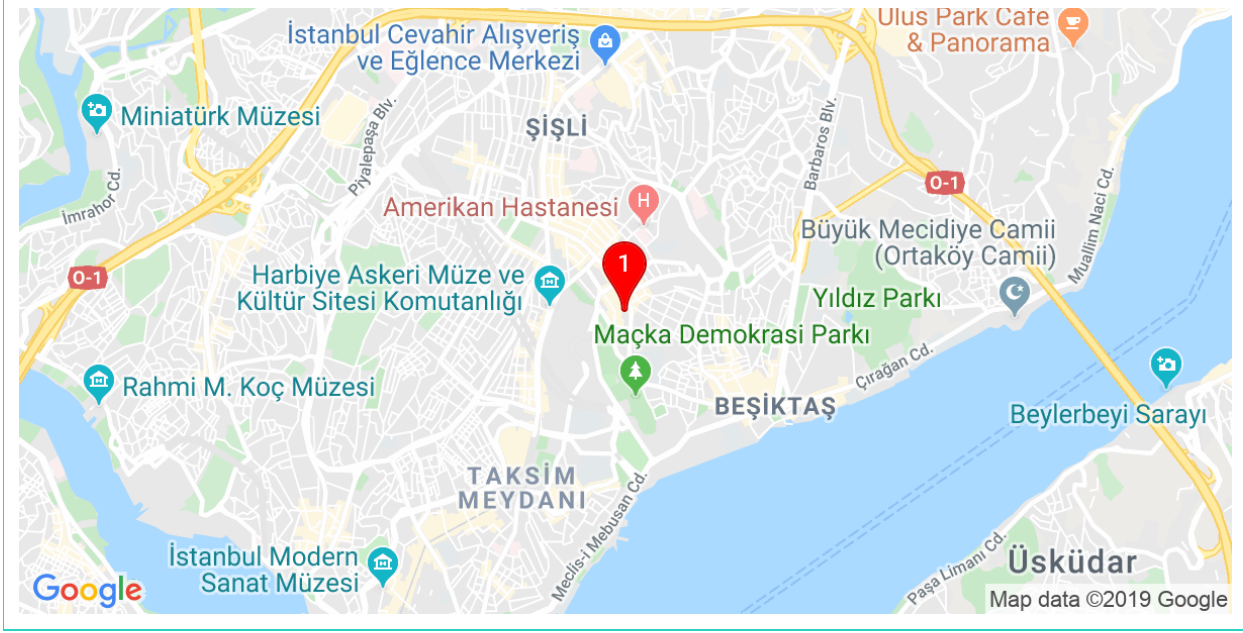 Ulus Park Cafe
& Panorama
İstanbul Cevahir Alışveriş
ve Eğlence Merkezi
Miniatürk Müzesi
ŞİŞLİ
Piyalepaşa Blv.
Barbaros Blv.
O-1
İmrahor Cd.
Amerikan Hastanesi
H
Muallim Naci Cd.
Büyük Mecidiye Camii
(Ortaköy Camii)
1
O-1
Harbiye Askeri Müze ve
Kültür Sitesi Komutanlığı
Yıldız Parkı
Maçka Demokrasi Parkı
Çırağan Cd.
Rahmi M. Koç Müzesi
BEŞİKTAŞ
Beylerbeyi Sarayı
TAKSİM
MEYDANI
Meclis-i Mebusan Cd.
İstanbul Modern
Sanat Müzesi
Paşa Limanı Cd.
Üsküdar
Google
Map data ©2019 Google